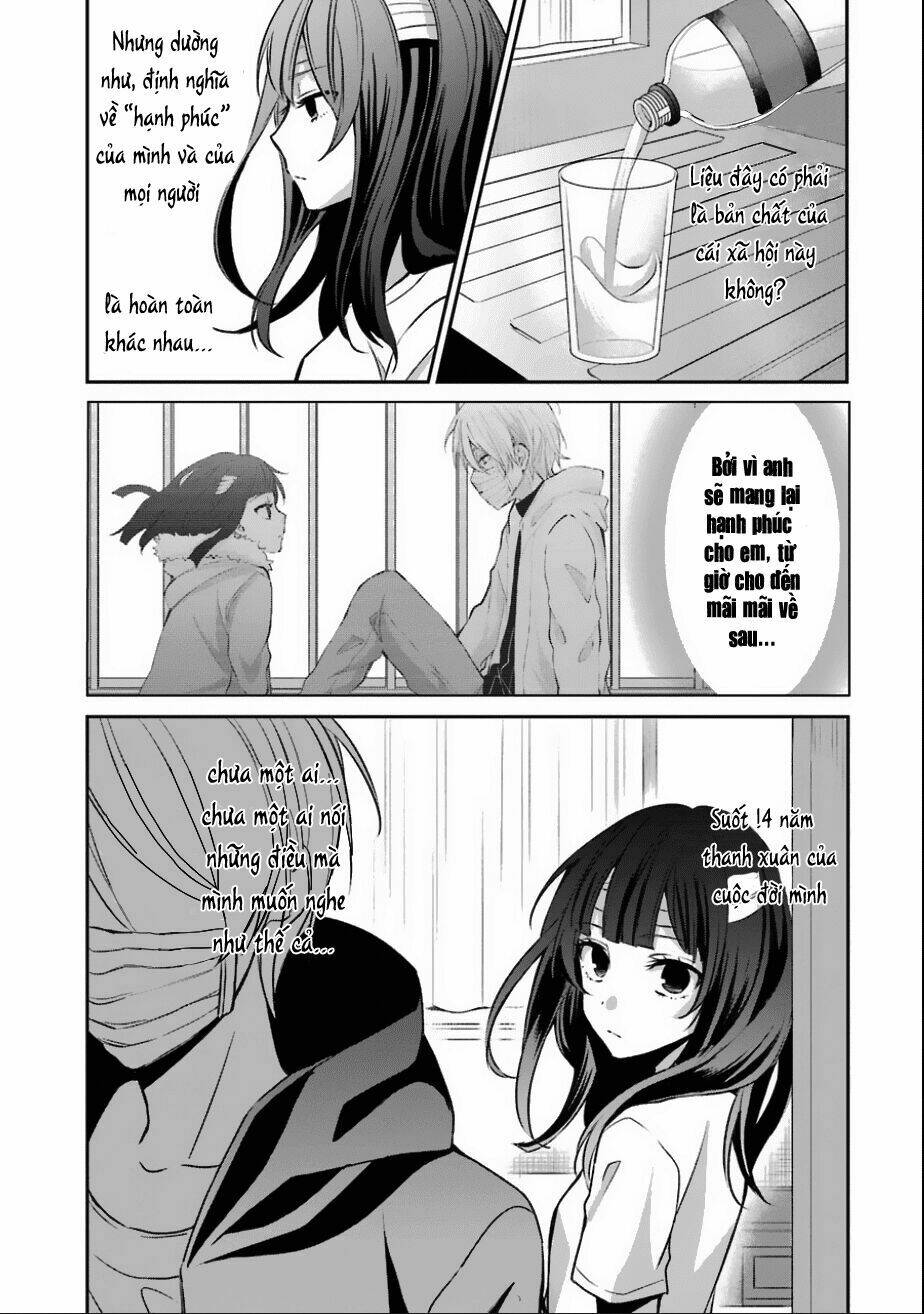 Liệu đây có phải
là bản chất của
cái xã hội này
không?
Nhưng dường
như, định nghĩa
về "hạnh phúc"
của mình và của
mọi người
là hoàn toàn
khác nhau...
Bởi vì anh
sẽ mang lại
hạnh phúc
cho em, từ
giờ cho đến
mãi mãi về
sau...
Suốt !4 năm
thanh xuân của
cuộc đời mình
chưa một ai...
chưa một ai nói
những điều mà
mình muốn nghe
như thế cả...